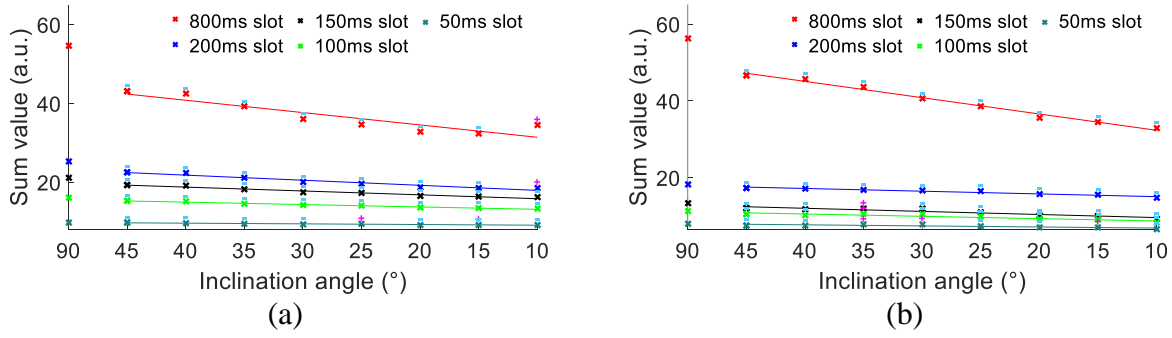 Sum value (a.u.)
60
40
20
800ms slot 150ms slot 50ms slot
200ms slot 100ms slot
90 45 40 35 30 25 20 15 10
Inclination angle (°)
(a)
Sum value (a.u.)
60
40
20
800ms slot 150ms slot 50ms slot
200ms slot 100ms slot
90 45 40 35 30 25 20 15 10
Inclination angle (°)
(b)